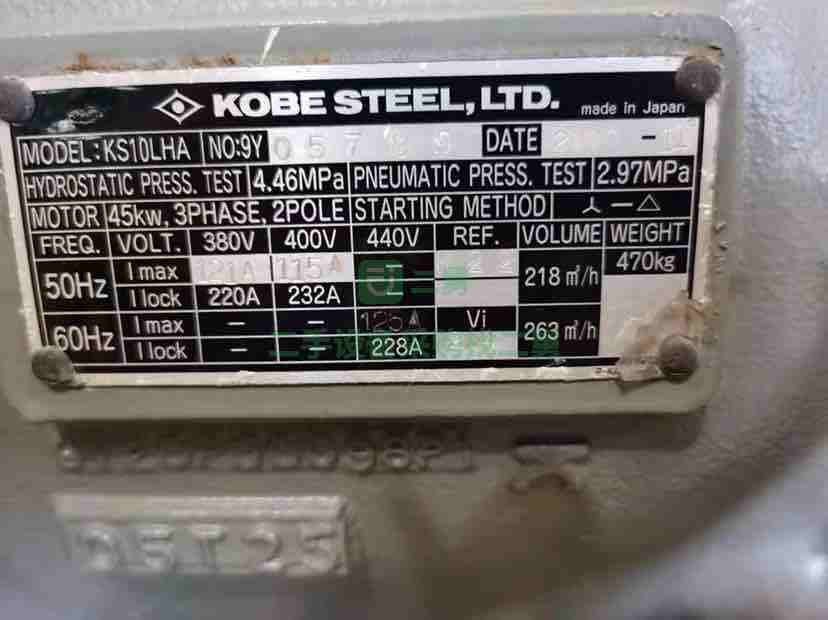 KOBE STEEL, LTD. made in Japan
MODEL:KS10LHA NO:9Y DATE
HYDROSTATIC PRESS. TEST 4.46MPa PNEUMATIC PRESS. TEST 2.97MPa
MOTOR 45kw, 3PHASE, 2POLE STARTING METHOD 人－△
FREQ. VOLT. 380V 400V 440V REF. VOLUME WEIGHT
50Hz I max 121A 115A 22 218 m³/h 470kg
I lock 220A 232A －
60Hz I max － － 125A Vi 263 m³/h
I lock － － 228A
05T25